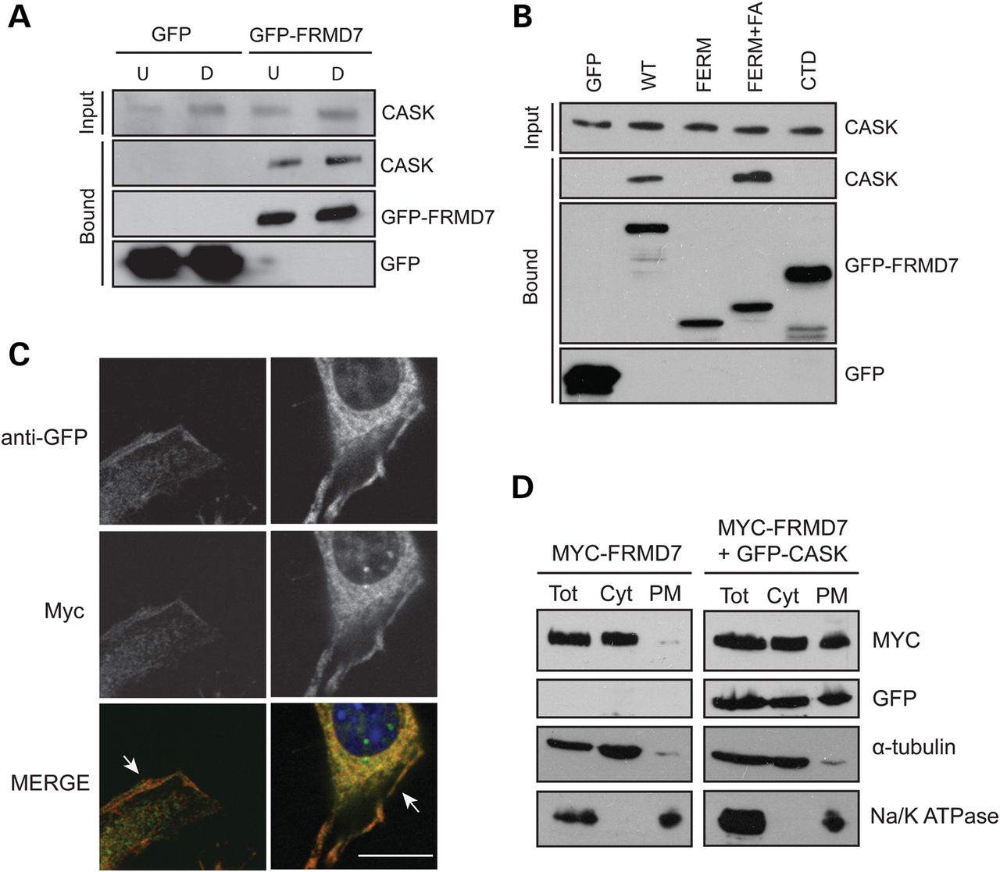 A
GFP GFP-FRMD7
U D U D
Input
CASK
Bound
CASK
GFP-FRMD7
GFP
B
GFP WT FERM FERM+FA CTD
Input
CASK
Bound
CASK
GFP-FRMD7
GFP
C
anti-GFP
Myc
MERGE
D
MYC-FRMD7
MYC-FRMD7
+ GFP-CASK
Tot Cyt PM Tot Cyt PM
MYC
GFP
α-tubulin
Na/K ATPase